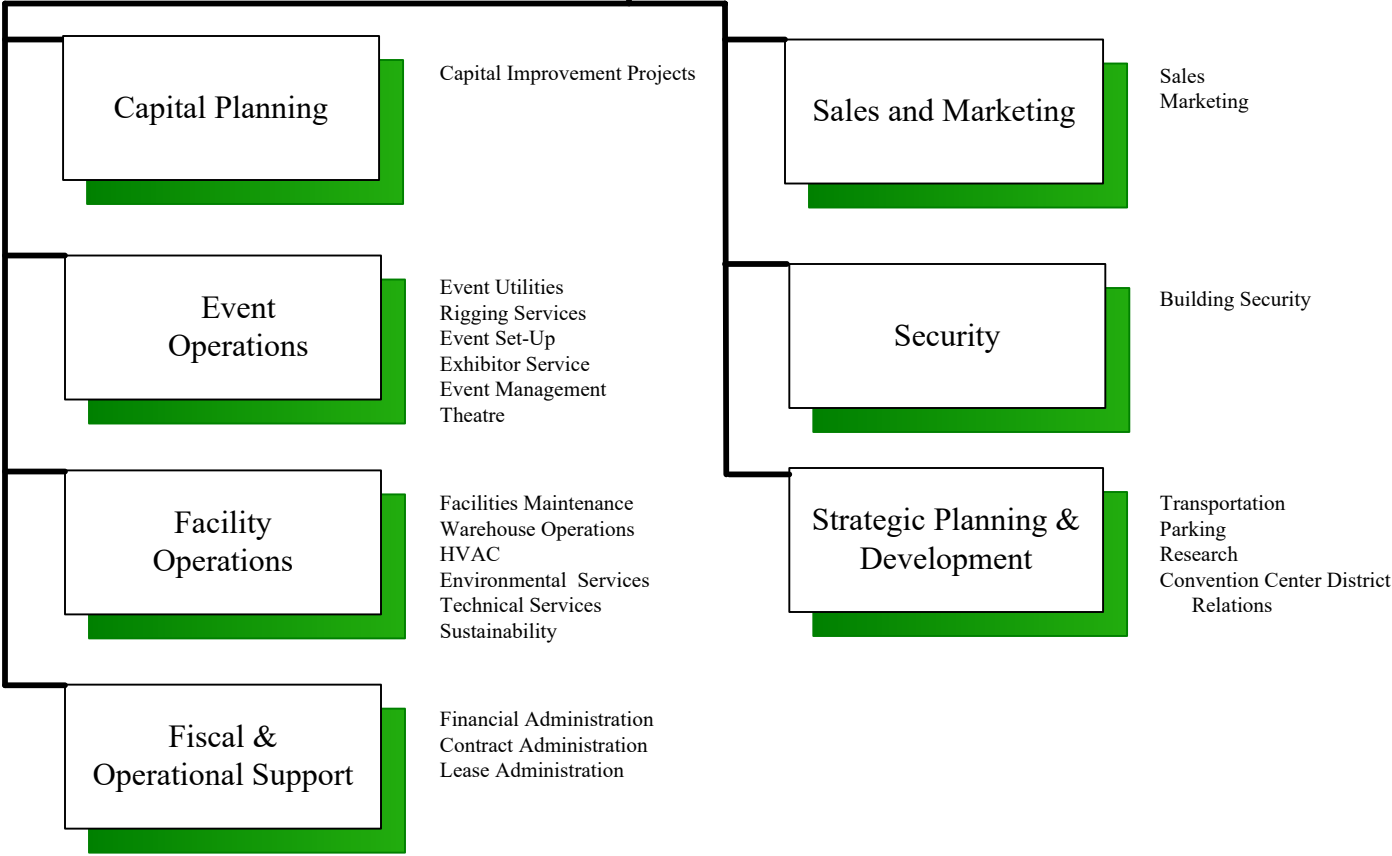 Capital Planning
Capital Improvement Projects
Event
Operations
Event Utilities
Rigging Services
Event Set-Up
Exhibitor Service
Event Management
Theatre
Facility
Operations
Facilities Maintenance
Warehouse Operations
HVAC
Environmental  Services
Technical Services
Sustainability
Fiscal &
Operational Support
Financial Administration
Contract Administration
Lease Administration
Sales and Marketing
Sales
Marketing
Security
Building Security
Strategic Planning &
Development
Transportation
Parking
Research
Convention Center District
Relations